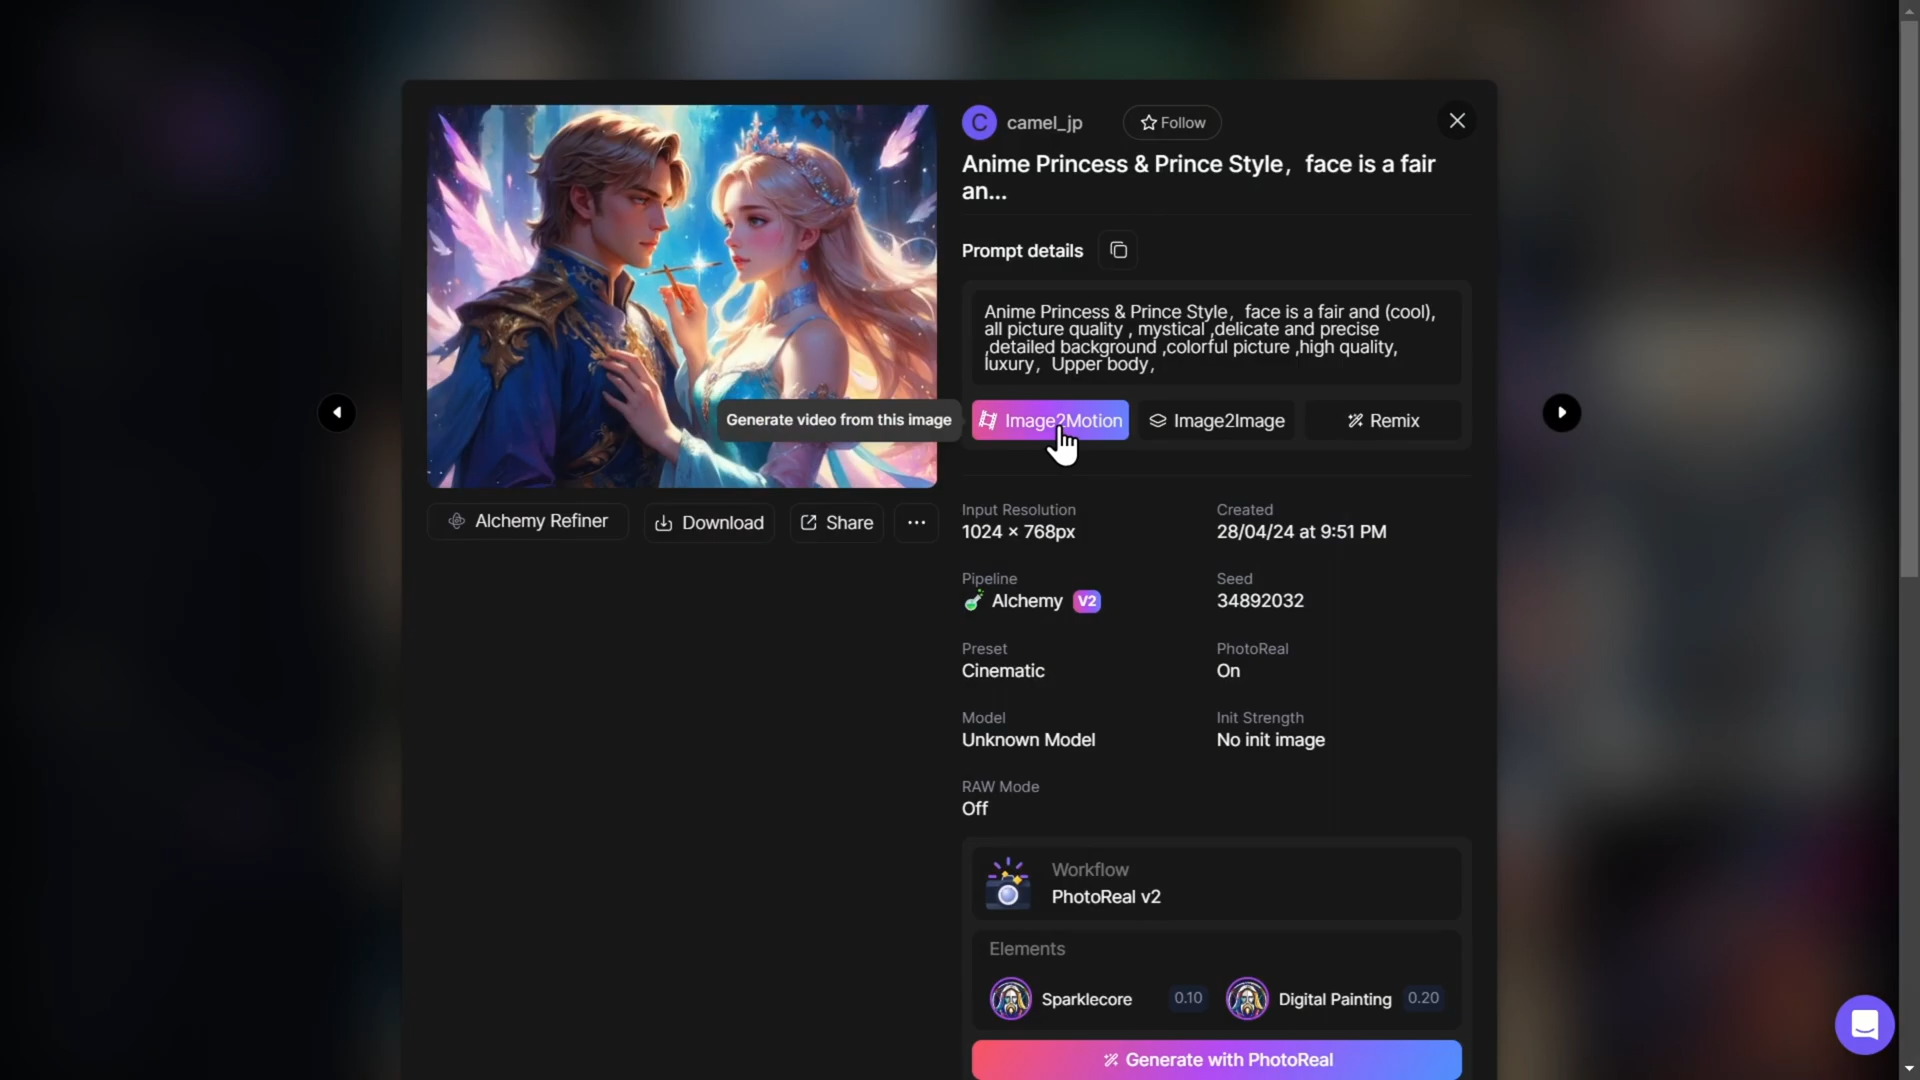 C camel_jp Follow
Anime Princess & Prince Style，face is a fair
an...
Prompt details
Anime Princess & Prince Style，face is a fair and (cool),
all picture quality , mystical ,delicate and precise
,detailed background ,colorful picture ,high quality,
luxury，Upper body，
Generate video from this image
Image2Motion Image2Image Remix
Alchemy Refiner Download Share
Input Resolution Created
1024 × 768px 28/04/24 at 9:51 PM
Pipeline Seed
Alchemy V2 34892032
Preset PhotoReal
Cinematic On
Model Init Strength
Unknown Model No init image
RAW Mode
Off
Workflow
PhotoReal v2
Elements
Sparklecore 0.10 Digital Painting 0.20
Generate with PhotoReal